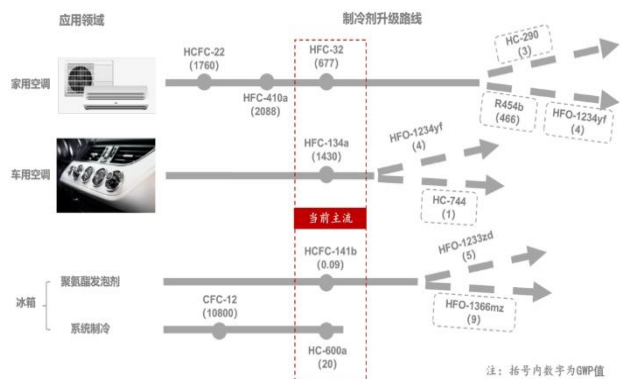 应用领域
制冷剂升级路线
家用空调
HCFC-22
(1760)
HFC-410a
(2088)
HFC-32
(677)
HC-290
(3)
R454b
(466)
HFO-1234yf
(4)
车用空调
HFC-134a
(1430)
HFO-1234yf
(4)
HC-744
(1)
当前主流
冰箱
聚氨酯发泡剂
HCFC-141b
(0.09)
HFO-1233zd
(5)
HFO-1366mz
(9)
系统制冷
CFC-12
(10800)
HC-600a
(20)
注：括号内数字为GWP值